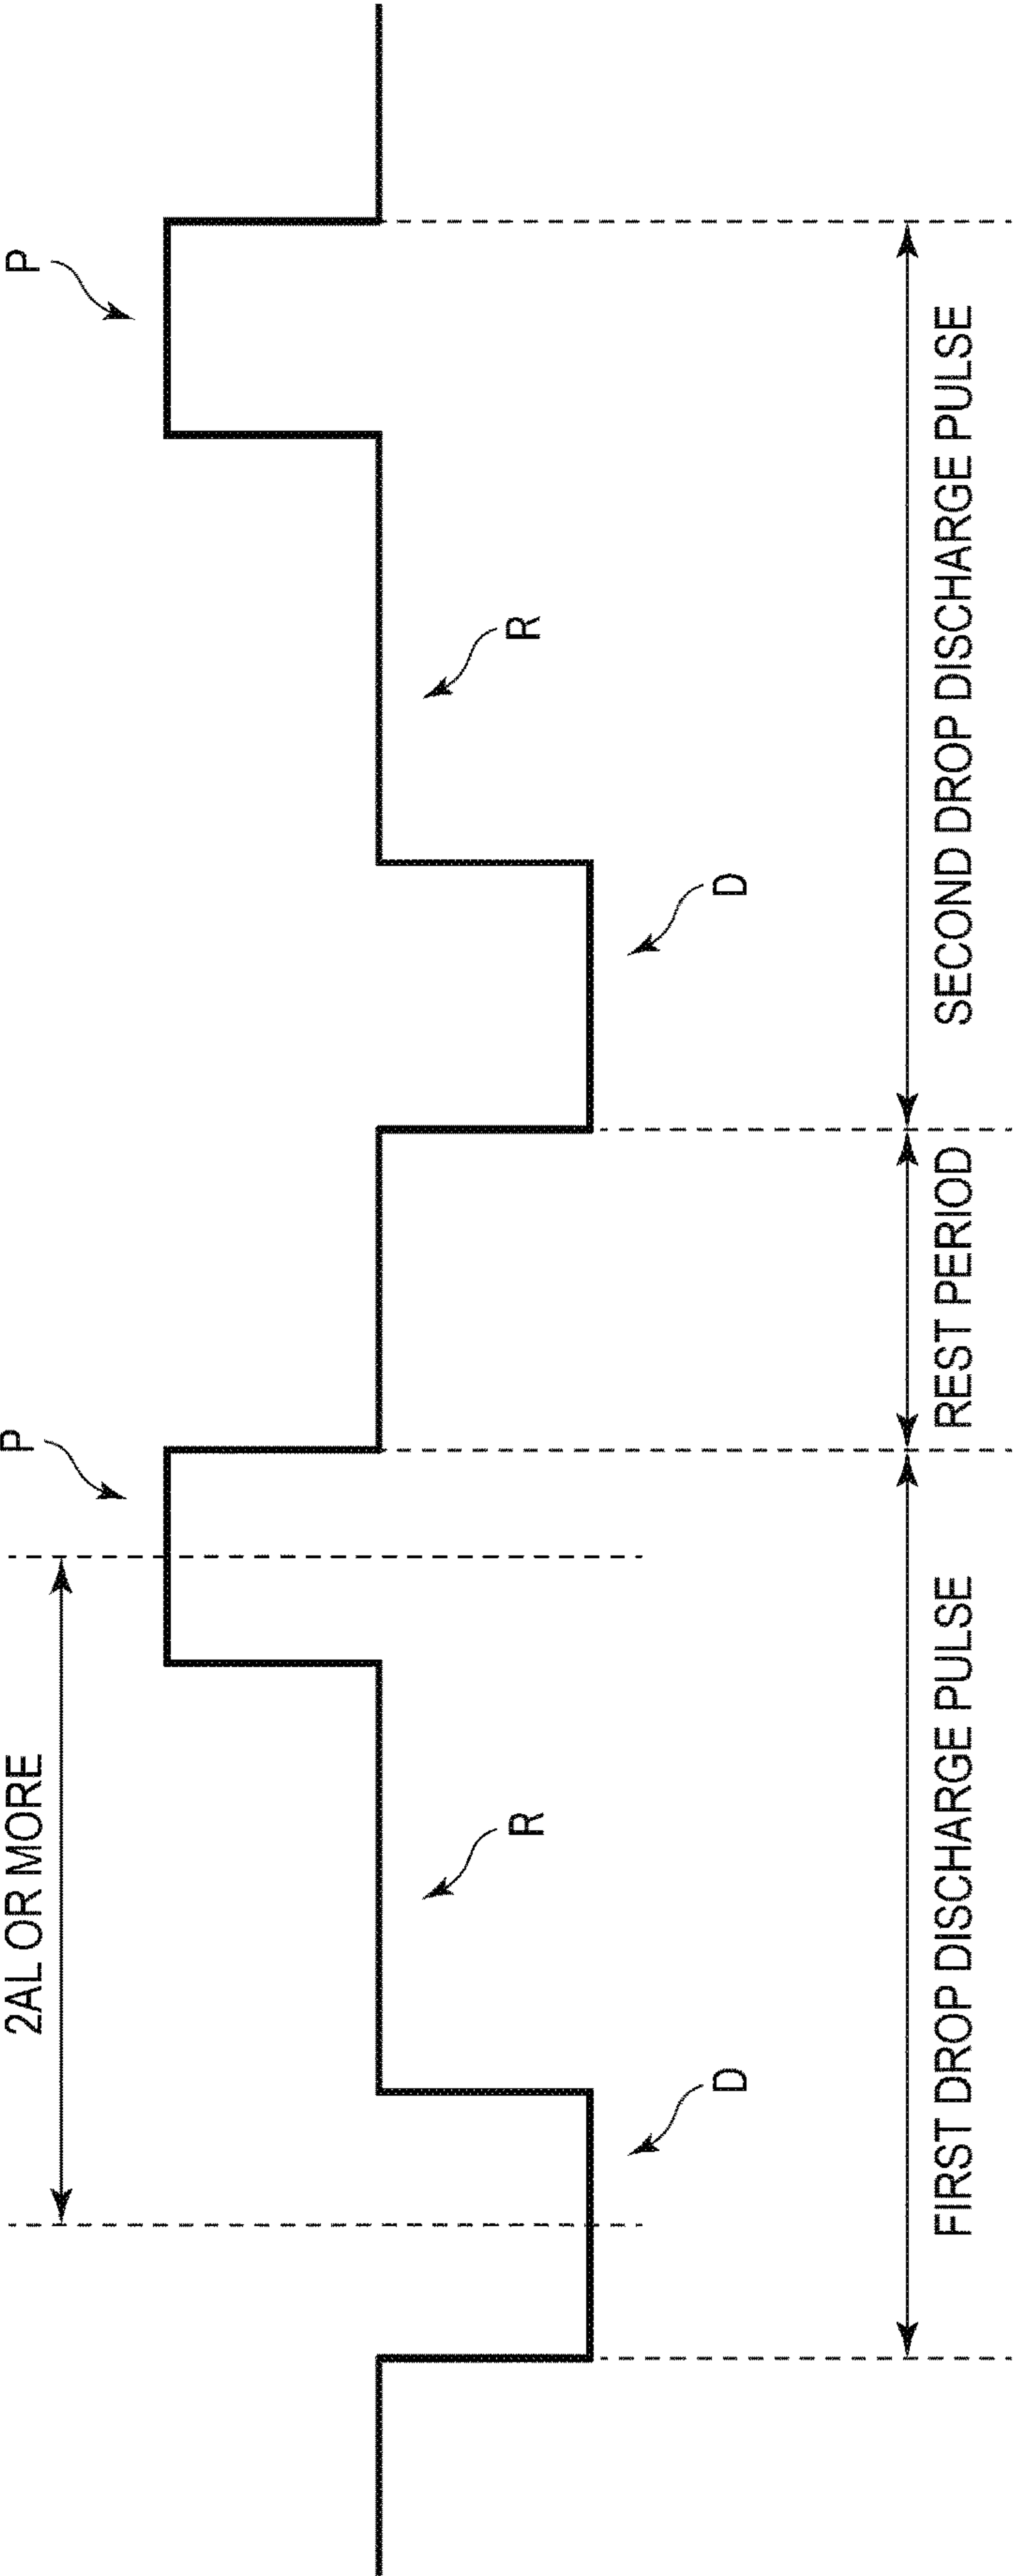 2AL OR MORE
P
P
R
R
D
D
FIRST DROP DISCHARGE PULSE
REST PERIOD
SECOND DROP DISCHARGE PULSE